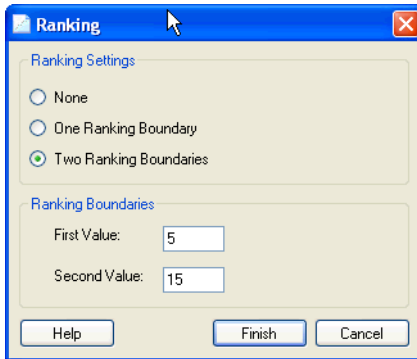 Ranking
Ranking Settings
None
One Ranking Boundary
Two Ranking Boundaries
Ranking Boundaries
First Value: 5
Second Value: 15
Help Finish Cancel